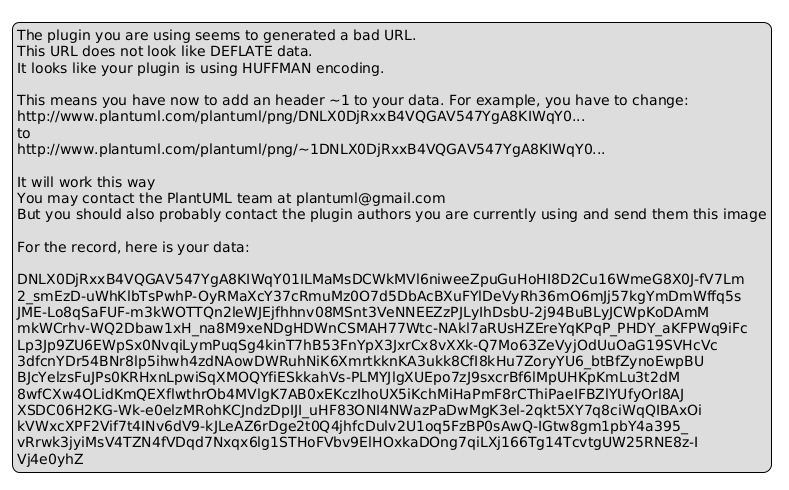 The plugin you are using seems to generated a bad URL.
This URL does not look like DEFLATE data.
It looks like your plugin is using HUFFMAN encoding.
This means you have now to add an header ~1 to your data. For example, you have to change:
http://www.plantuml.com/plantuml/png/DNLX0DjRxxB4VQGAV547YgA8KIWqY0...
to
http://www.plantuml.com/plantuml/png/~1DNLX0DjRxxB4VQGAV547YgA8KIWqY0...
It will work this way
You may contact the PlantUML team at plantuml@gmail.com
But you should also probably contact the plugin authors you are currently using and send them this image
For the record, here is your data:
DNLX0DjRxxB4VQGAV547YgA8KIWqY01ILMaMsDCWkMVl6niweeZpuGuHoHl8D2Cu16WmeG8X0J-fV7Lm
2_smEzD-uWhKlbTsPwhP-OyRMaXcY37cRmuMz0O7d5DbAcBXuFYlDeVyRh36mO6mJj57kgYmDmWffq5s
JME-Lo8qSaFUF-m3kWOTTQn2leWJEjfhhnv08MSnt3VeNNEEZzPJLyIhDsbU-2j94BuBLyJCWpKoDAmM
mkWCrhv-WQ2Dbaw1xH_na8M9xeNDgHDWnCSMAH77Wtc-NAkl7aRUsHZEreYqKPqP_PHDY_aKFPWq9iFc
Lp3Jp9ZU6EWpSx0NvqiLymPuqSg4kinT7hB53FnYpX3JxrCx8vXXk-Q7Mo63ZeVyjOdUuOaG19SVHcVc
3dfcnYDr54BNr8lp5ihwh4zdNAowDWRuhNiK6XmrtkknKA3ukk8Cfl8kHu7ZoryYU6_btBfZynoEwpBU
BJcYelzsFuJPs0KRHxnLpwiSqXMOQYfiESkkahVs-PLMYJlgXUEpo7zJ9sxcrBf6lMpUHKpKmLu3t2dM
8wfCXw4OLidKmQEXflwthrOb4MVlgK7AB0xEKczIhoUX5iKchMiHaPmF8rCThiPaeIFBZlYUfyOrl8AJ
XSDC06H2KG-Wk-e0elzMRohKCJndzDpIJl_uHF83ONI4NWazPaDwMgK3el-2qkt5XY7q8ciWqQIBAxOi
kVWxcXPF2Vif7t4INv6dV9-kJLeAZ6rDge2t0Q4jhfcDulv2U1oq5FzBP0sAwQ-IGtw8gm1pbY4a395_
vRrwk3jyiMsV4TZN4fVDqd7Nxqx6lg1STHoFVbv9ElHOxkaDOng7qiLXj166Tg14TcvtgUW25RNE8z-I
Vj4e0yhZ